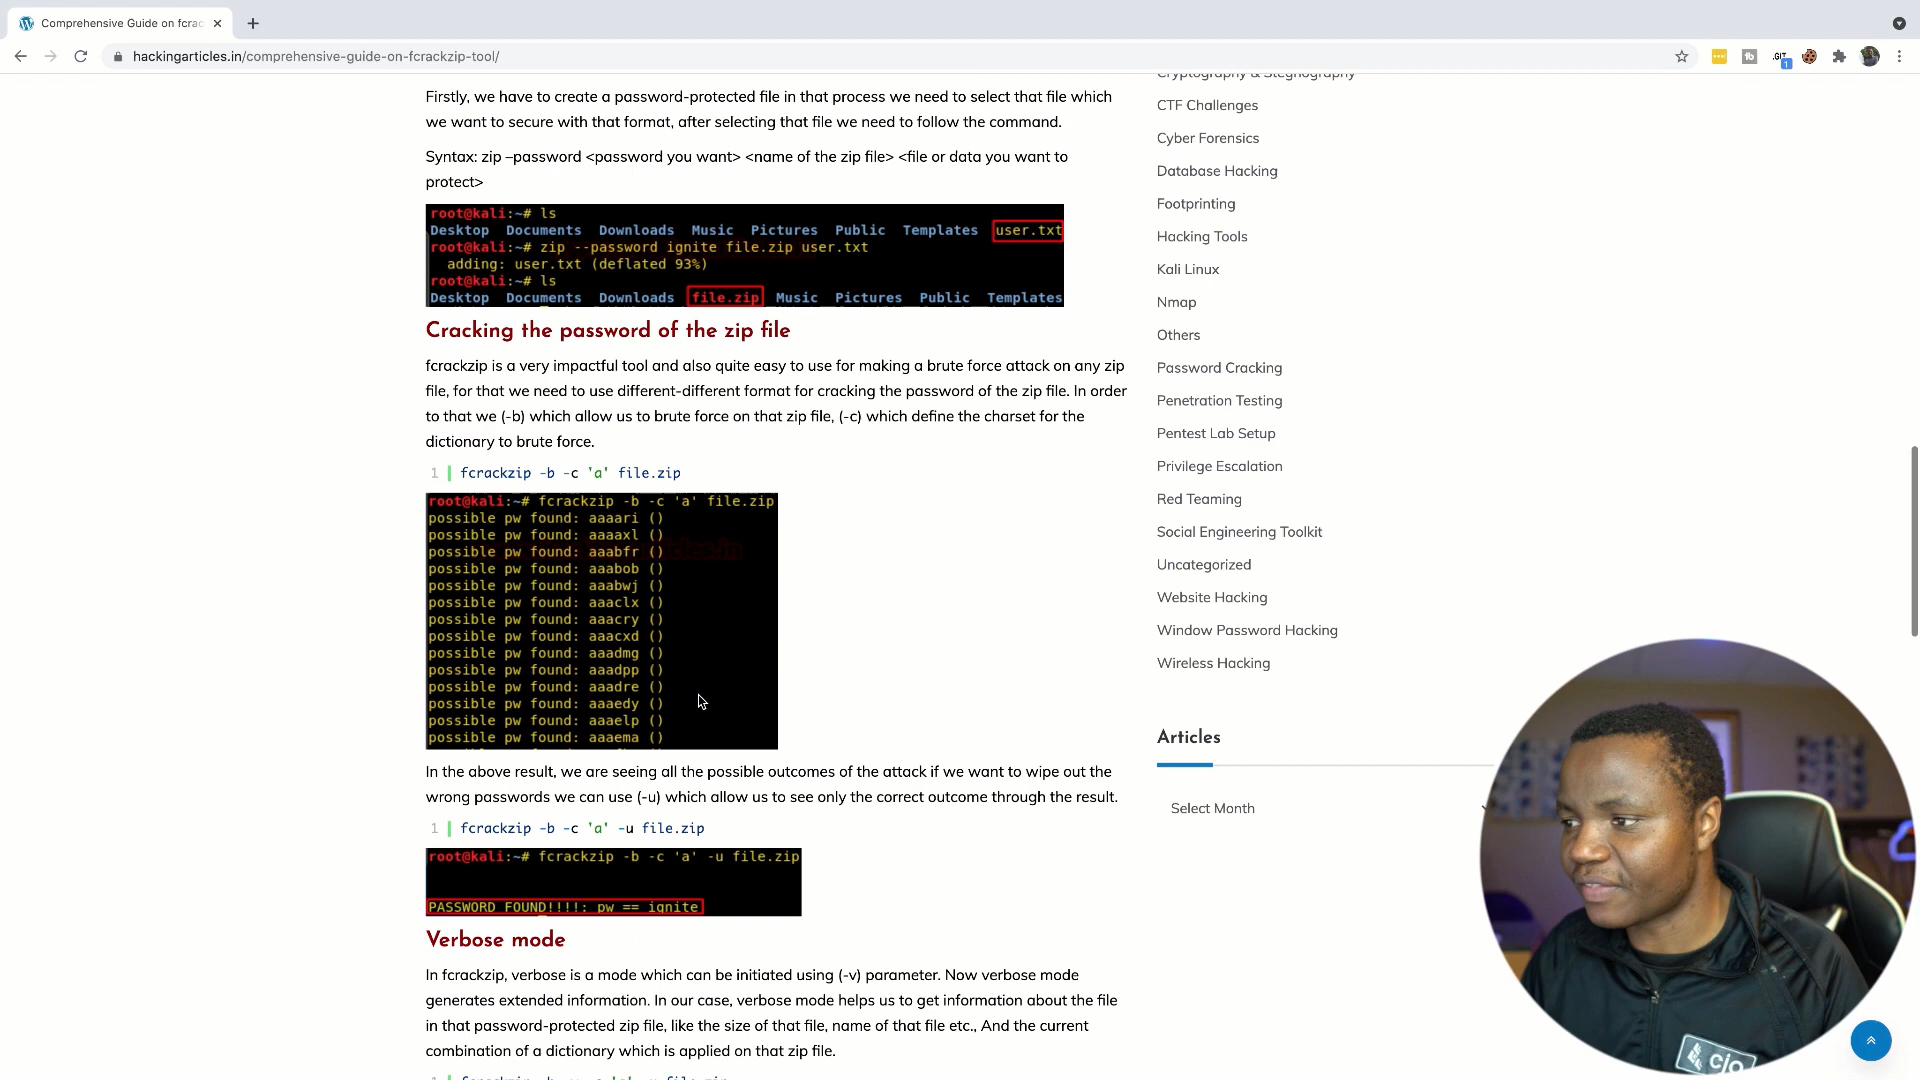 Comprehensive Guide on fcrac
hackingarticles.in/comprehensive-guide-on-fcrackzip-tool/
Firstly, we have to create a password-protected file in that process we need to select that file which
we want to secure with that format, after selecting that file we need to follow the command.
Syntax: zip –password <password you want> <name of the zip file> <file or data you want to
protect>
root@kali:~# ls
Desktop Documents Downloads Music Pictures Public Templates user.txt
root@kali:~# zip --password ignite file.zip user.txt
adding: user.txt (deflated 93%)
root@kali:~# ls
Desktop Documents Downloads file.zip Music Pictures Public Templates
Cracking the password of the zip file
fcrackzip is a very impactful tool and also quite easy to use for making a brute force attack on any zip
file, for that we need to use different-different format for cracking the password of the zip file. In order
to that we (-b) which allow us to brute force on that zip file, (-c) which define the charset for the
dictionary to brute force.
1 fcrackzip -b -c 'a' file.zip
root@kali:~# fcrackzip -b -c 'a' file.zip
possible pw found: aaaari ()
possible pw found: aaaaxl ()
possible pw found: aaabfr ()
possible pw found: aaabob ()
possible pw found: aaabwj ()
possible pw found: aaaclx ()
possible pw found: aaacry ()
possible pw found: aaacxd ()
possible pw found: aaadmg ()
possible pw found: aaadpp ()
possible pw found: aaadre ()
possible pw found: aaaedy ()
possible pw found: aaaelp ()
possible pw found: aaaema ()
In the above result, we are seeing all the possible outcomes of the attack if we want to wipe out the
wrong passwords we can use (-u) which allow us to see only the correct outcome through the result.
1 fcrackzip -b -c 'a' -u file.zip
root@kali:~# fcrackzip -b -c 'a' -u file.zip
PASSWORD FOUND!!!!: pw == ignite
Verbose mode
In fcrackzip, verbose is a mode which can be initiated using (-v) parameter. Now verbose mode
generates extended information. In our case, verbose mode helps us to get information about the file
in that password-protected zip file, like the size of that file, name of that file etc., And the current
combination of a dictionary which is applied on that zip file.
Cryptography & Steghography
CTF Challenges
Cyber Forensics
Database Hacking
Footprinting
Hacking Tools
Kali Linux
Nmap
Others
Password Cracking
Penetration Testing
Pentest Lab Setup
Privilege Escalation
Red Teaming
Social Engineering Toolkit
Uncategorized
Website Hacking
Window Password Hacking
Wireless Hacking
Articles
Select Month